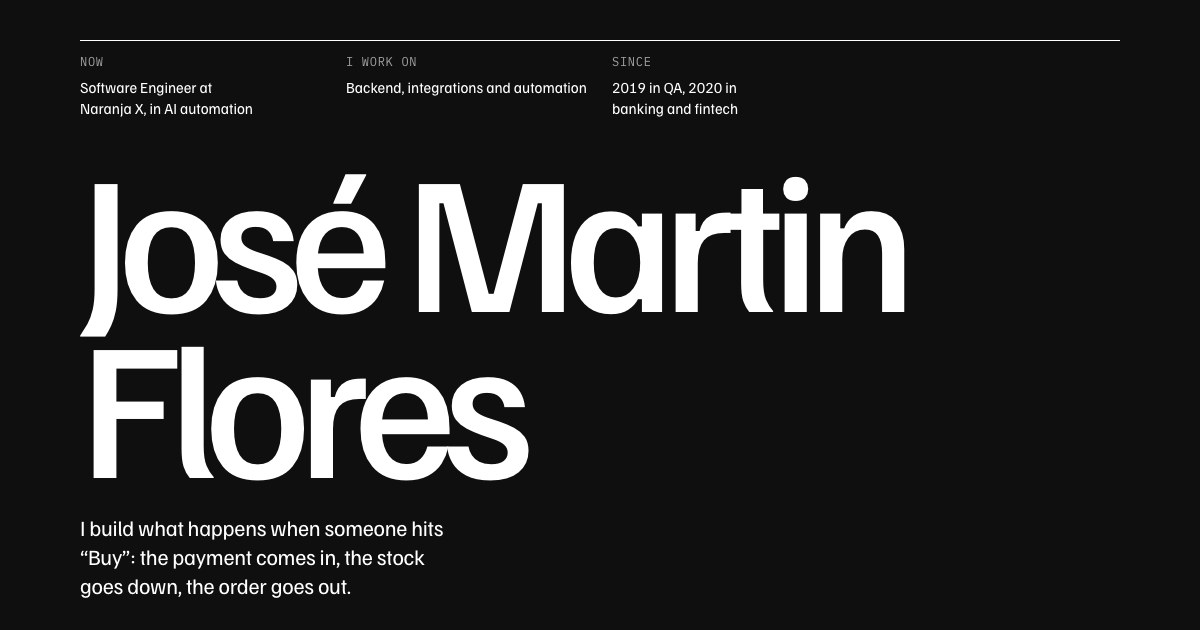 NOW
Software Engineer at
Naranja X, in AI automation
I WORK ON
Backend, integrations and automation
SINCE
2019 in QA, 2020 in
banking and fintech
José Martin
Flores
I build what happens when someone hits
“Buy”: the payment comes in, the stock
goes down, the order goes out.